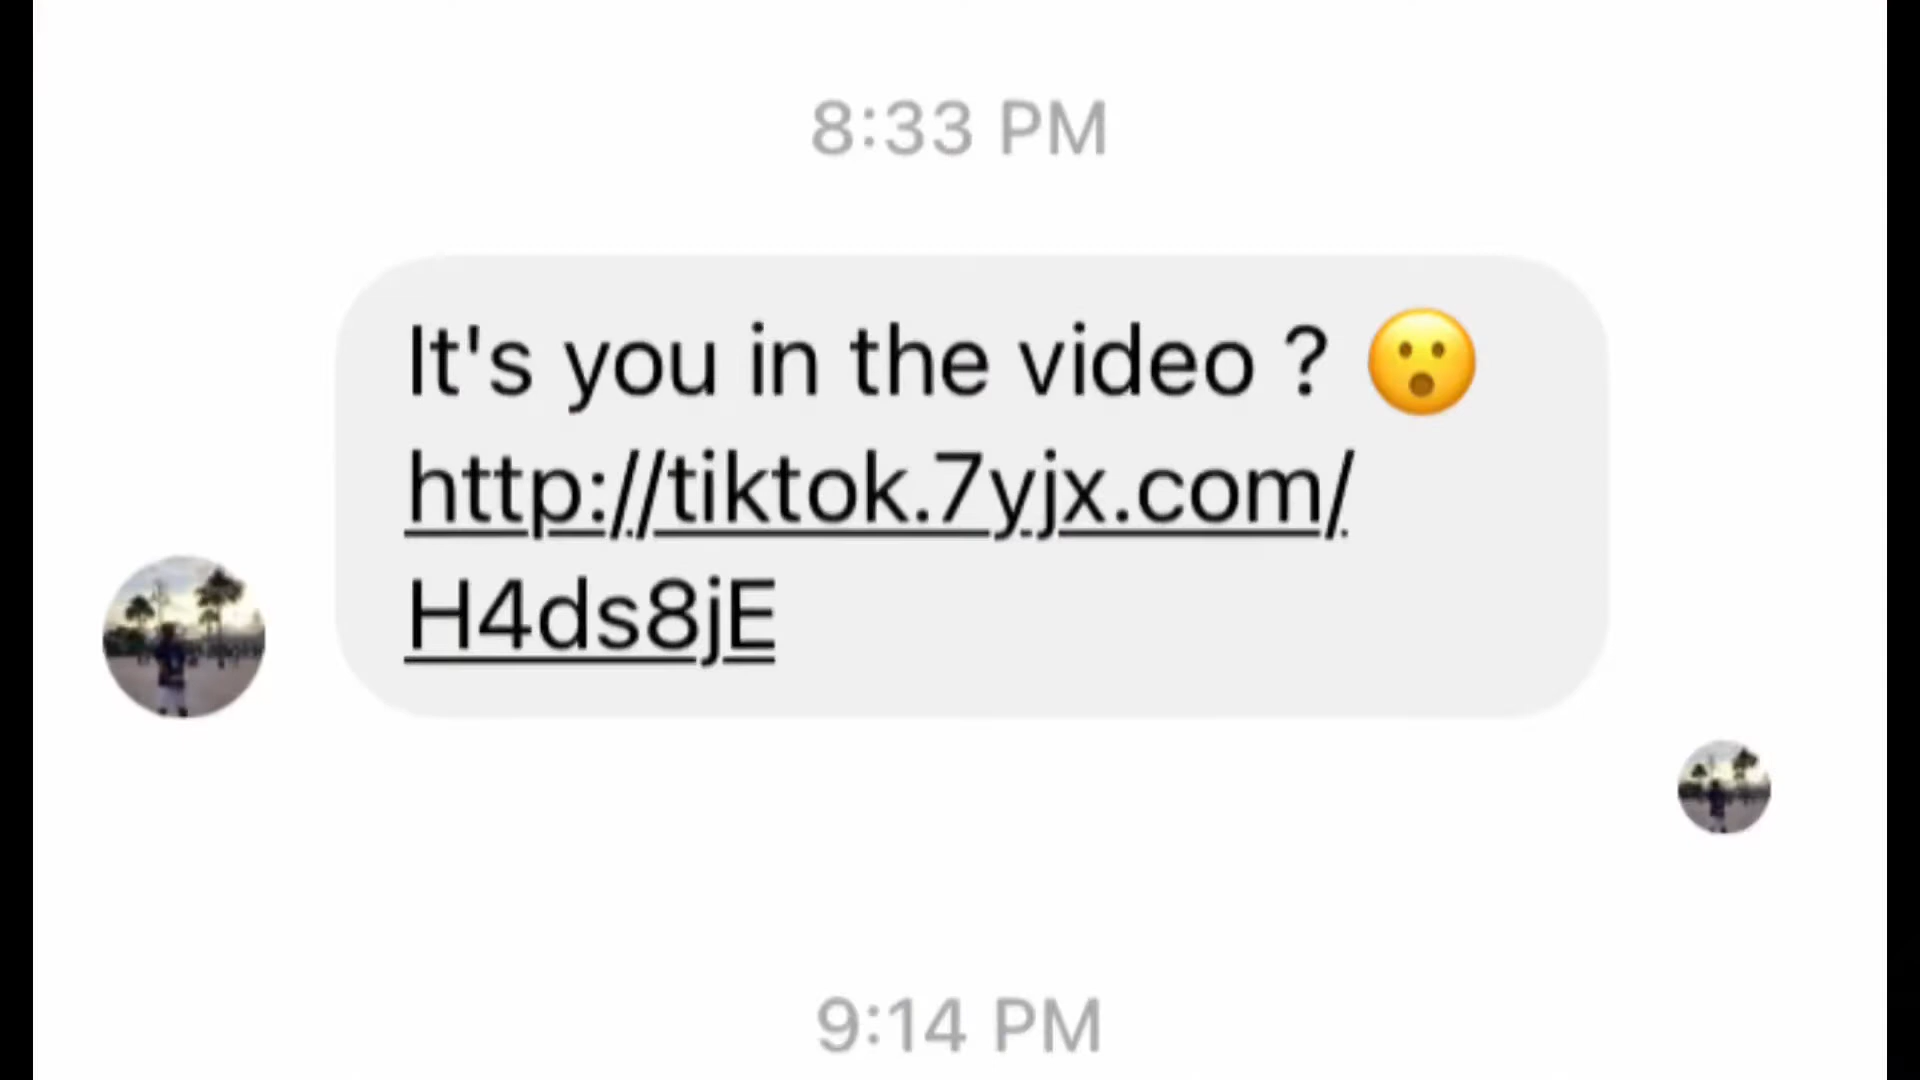 8:33 PM
It's you in the video ? 😮
http://tiktok.7yjx.com/
H4ds8jE
9:14 PM